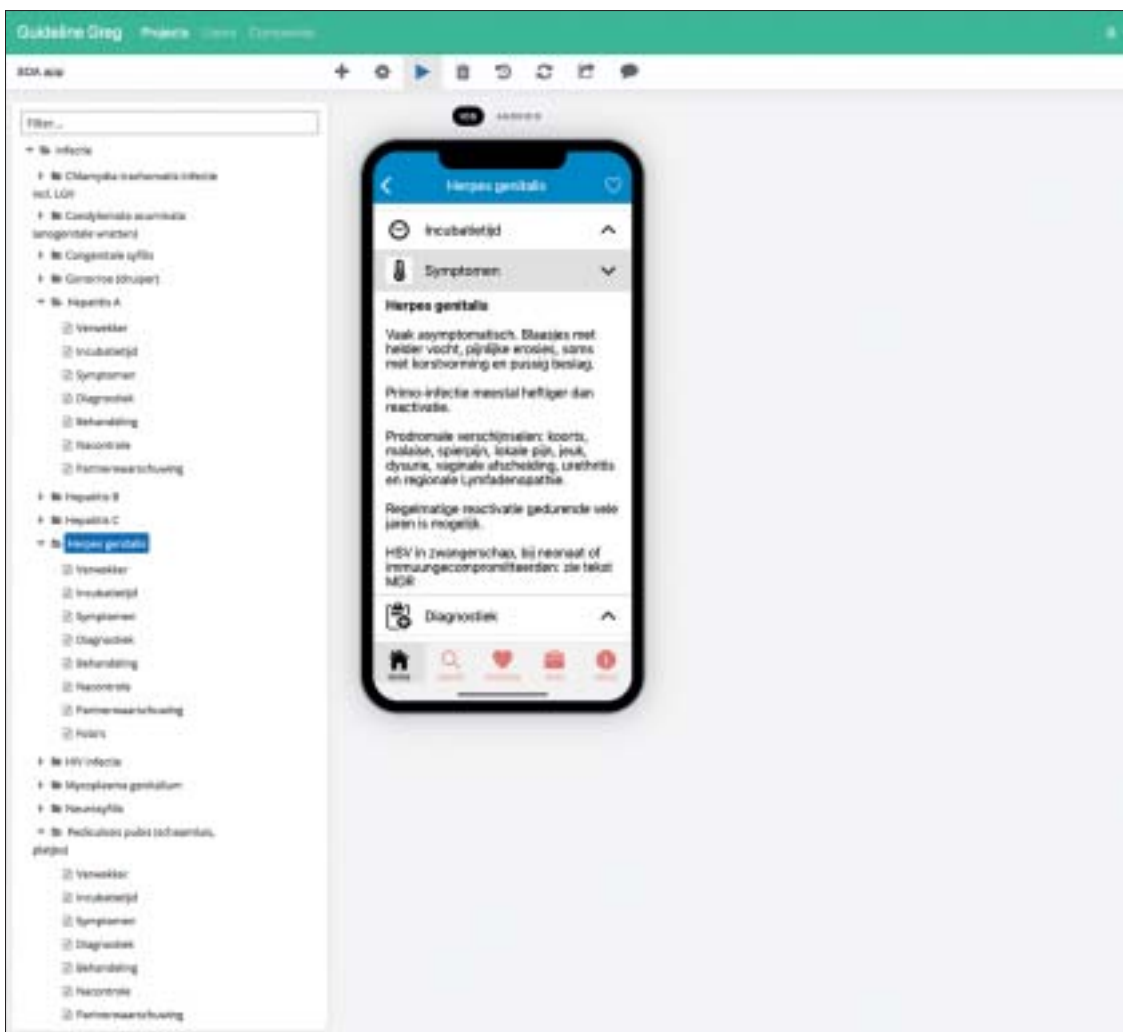 Guideline Greg Projects Users Companies
SOA app
Filter...
Infectie
Chlamydia trachomatis infectie
incl. LGV
Condylomata acuminata
(anogenitale wratten)
Congenitale syfilis
Gonorroe (druiper)
Hepatitis A
Verwekker
Incubatietijd
Symptomen
Diagnostiek
Behandeling
Nacontrole
Partnerwaarschuwing
Hepatitis B
Hepatitis C
Herpes genitalis
Verwekker
Incubatietijd
Symptomen
Diagnostiek
Behandeling
Nacontrole
Partnerwaarschuwing
Foto's
HIV infectie
Mycoplasma genitalium
Neurosyfilis
Pediculosis pubis (schaamluis,
platjes)
Verwekker
Incubatietijd
Symptomen
Diagnostiek
Behandeling
Nacontrole
Partnerwaarschuwing
iOS ANDROID
Herpes genitalis
Incubatietijd
Symptomen
Herpes genitalis
Vaak asymptomatisch. Blaasjes met
helder vocht, pijnlijke erosies, soms
met korstvorming en pussig beslag.
Primo-infectie meestal heftiger dan
reactivatie.
Prodromale verschijnselen: koorts,
malaise, spierpijn, lokale pijn, jeuk,
dysurie, vaginale afscheiding, urethritis
en regionale Lymfadenopathie.
Regelmatige reactivatie gedurende vele
jaren is mogelijk.
HSV in zwangerschap, bij neonaat of
immuungecompromitteerden: zie tekst
MDR
Diagnostiek